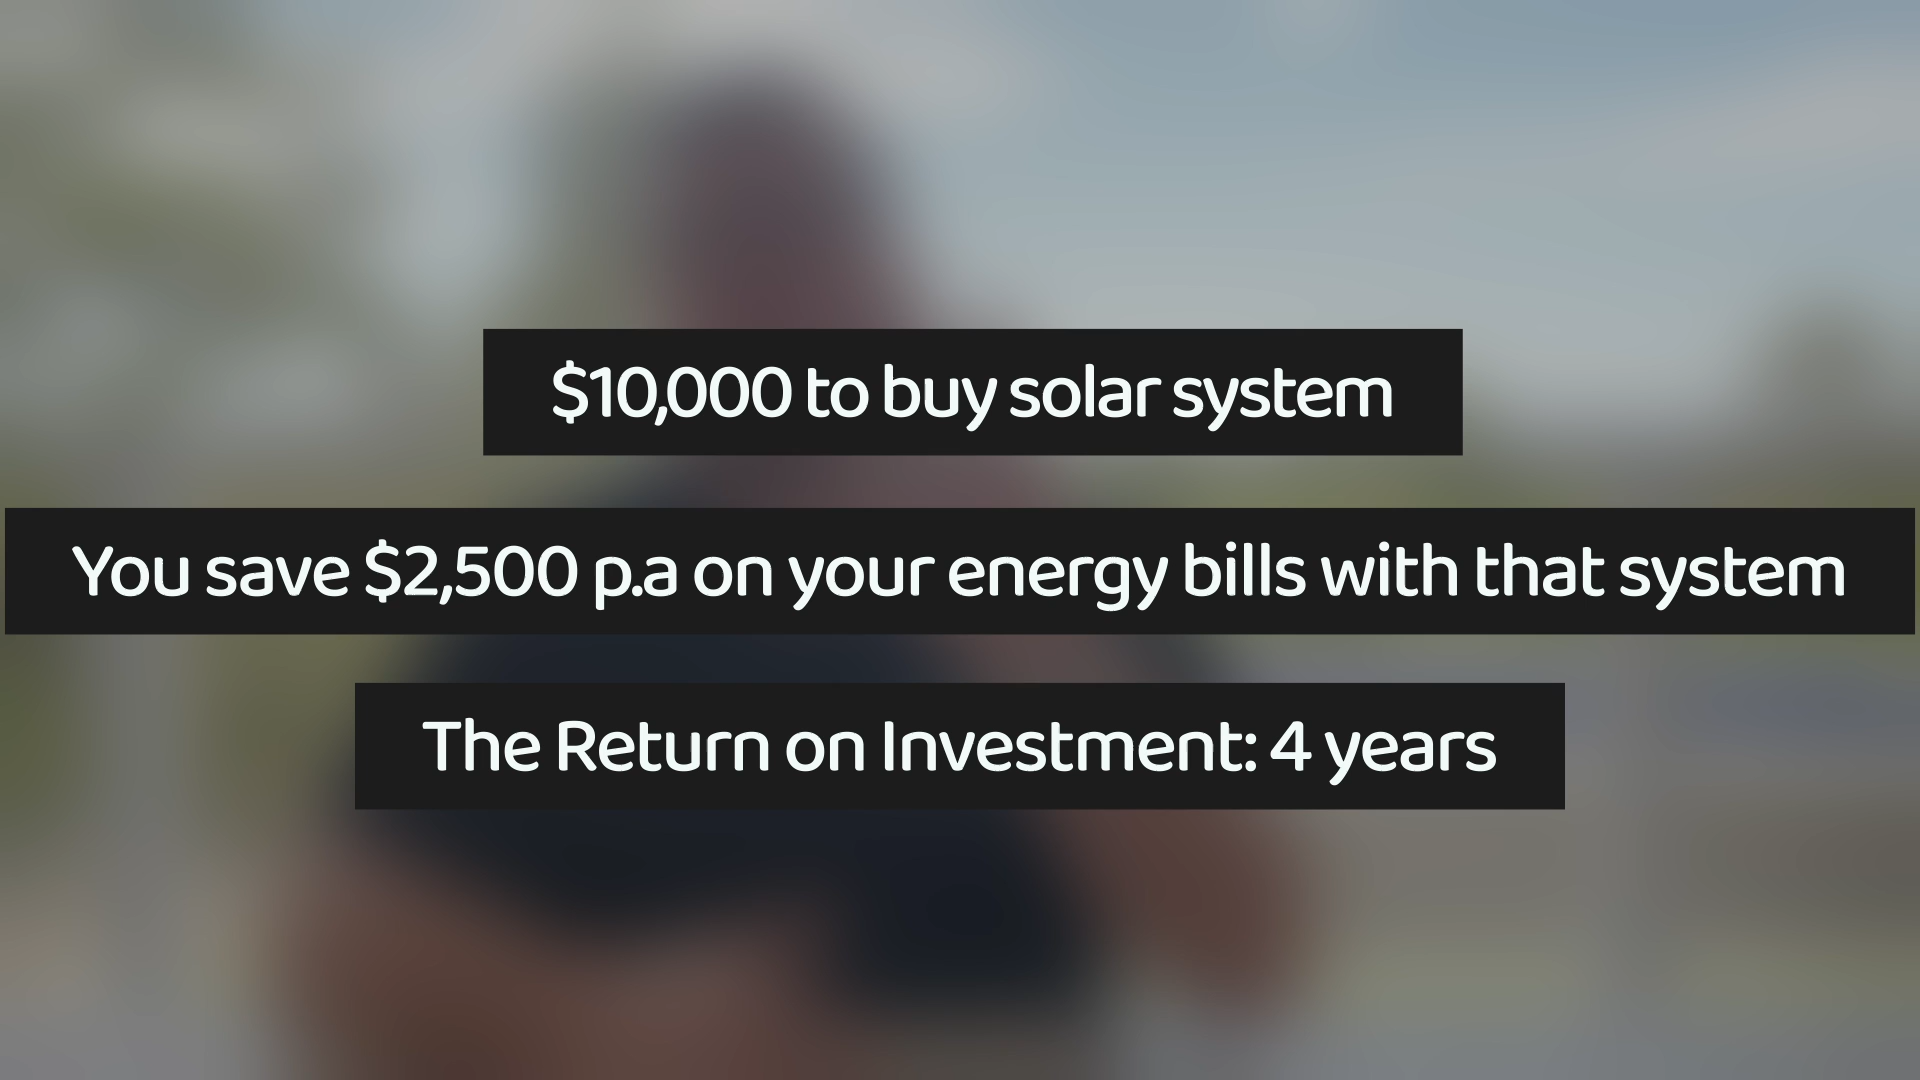 $10,000 to buy solar system
You save $2,500 p.a on your energy bills with that system
The Return on Investment: 4 years